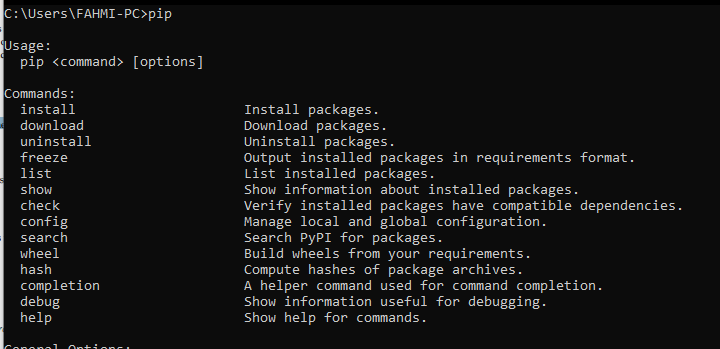 C:\Users\FAHMI-PC>pip
Usage:
pip <command> [options]
Commands:
install Install packages.
download Download packages.
uninstall Uninstall packages.
freeze Output installed packages in requirements format.
list List installed packages.
show Show information about installed packages.
check Verify installed packages have compatible dependencies.
config Manage local and global configuration.
search Search PyPI for packages.
wheel Build wheels from your requirements.
hash Compute hashes of package archives.
completion A helper command used for command completion.
debug Show information useful for debugging.
help Show help for commands.
General Options: